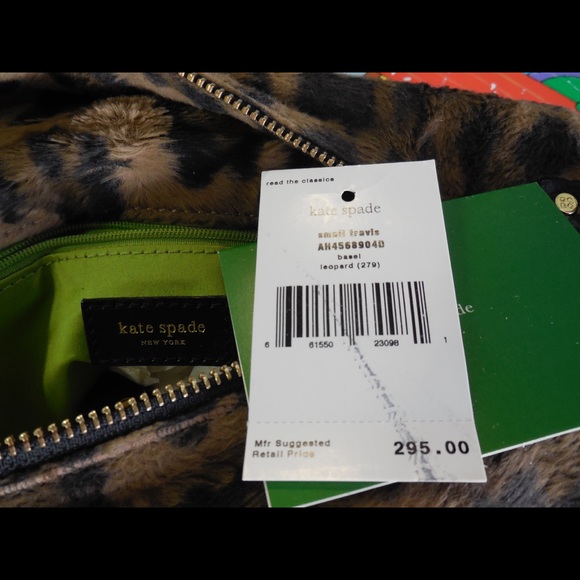 read the classics
kate spade
small travis
AH4568904D
basel
leopard (279)
6 61550 23098 1
Mfr Suggested
Retail Price 295.00
kate spade
NEW YORK
de